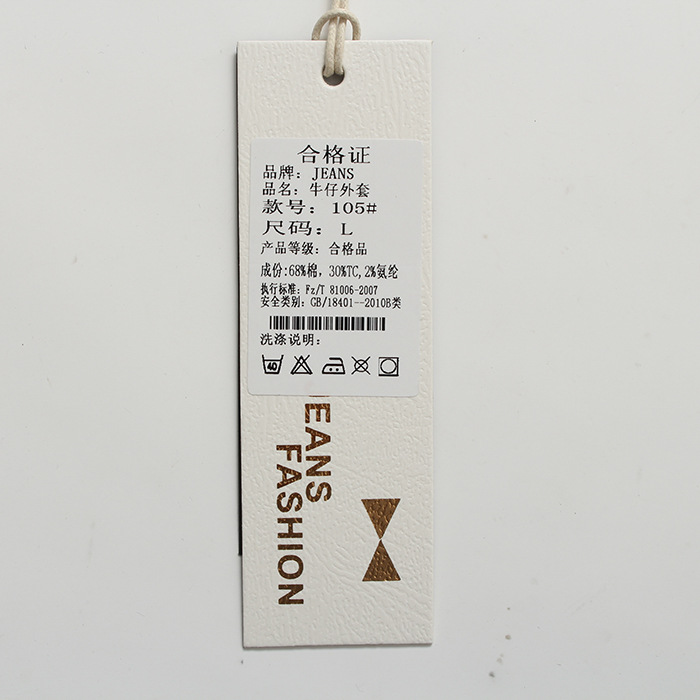 合格证
品牌：JEANS
品名：牛仔外套
款号：105#
尺码：L
产品等级：合格品
成份:68%棉，30%TC,2%氨纶
执行标准：Fz/T 81006-2007
安全类别：GB/18401--2010B类
洗涤说明：
40
JEANS
FASHION